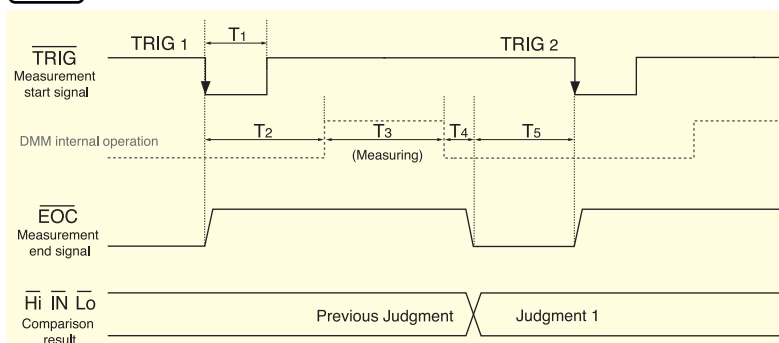 TRIG 1
T1
TRIG 2
TRIG
Measurement
start signal
DMM internal operation
T2
T3
T4
T5
(Measuring)
EOC
Measurement
end signal
Hi IN Lo
Comparison
result
Previous Judgment
Judgment 1